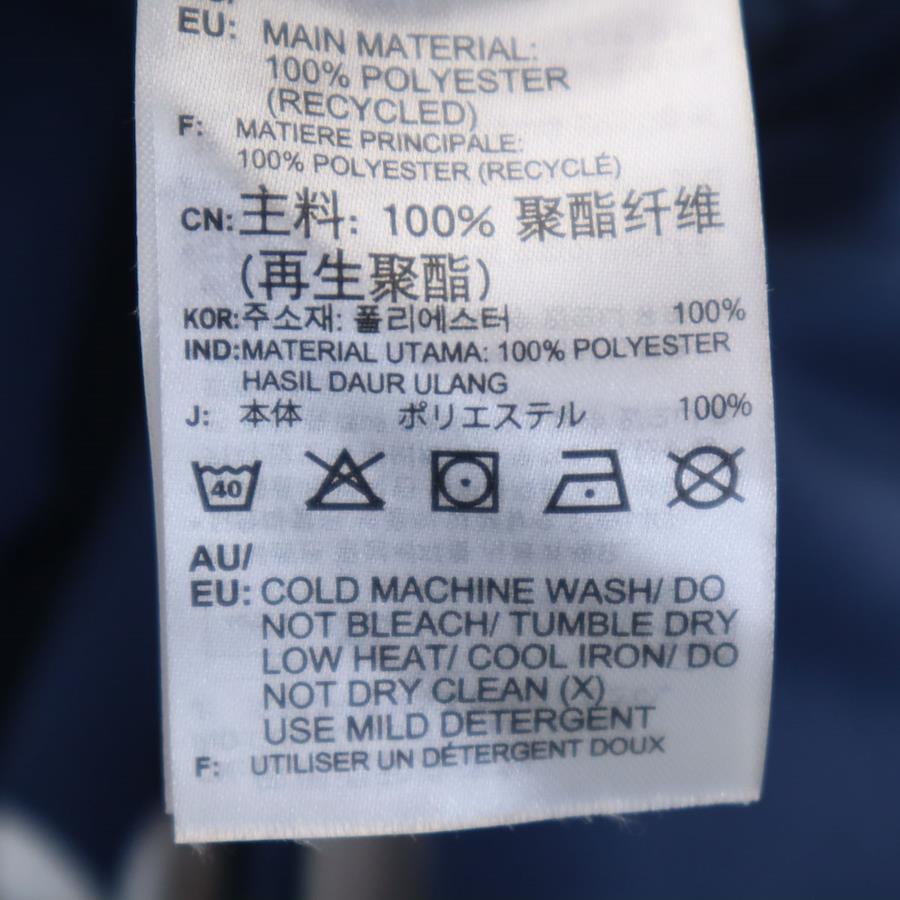 EU: MAIN MATERIAL:
100% POLYESTER
(RECYCLED)
F: MATIERE PRINCIPALE:
100% POLYESTER (RECYCLÉ)
CN:主料: 100% 聚酯纤维
(再生聚酯)
KOR:주소재: 폴리에스터 100%
IND:MATERIAL UTAMA: 100% POLYESTER
HASIL DAUR ULANG
J: 本体 ポリエステル 100%
40
AU/
EU: COLD MACHINE WASH/ DO
NOT BLEACH/ TUMBLE DRY
LOW HEAT/ COOL IRON/ DO
NOT DRY CLEAN (X)
USE MILD DETERGENT
F: UTILISER UN DÉTERGENT DOUX